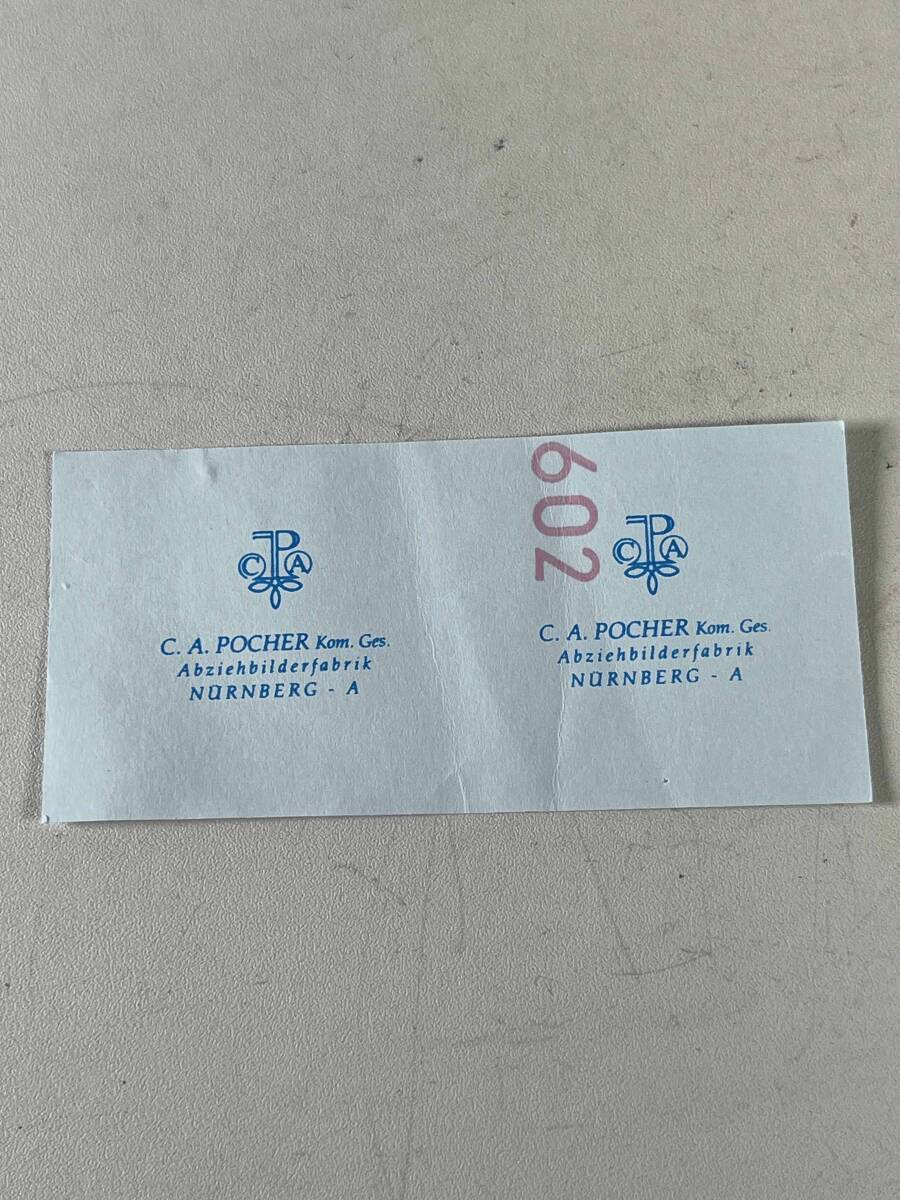 CPA
C. A. POCHER Kom. Ges.
Abziehbilderfabrik
NÜRNBERG - A
602
CPA
C. A. POCHER Kom. Ges.
Abziehbilderfabrik
NÜRNBERG - A